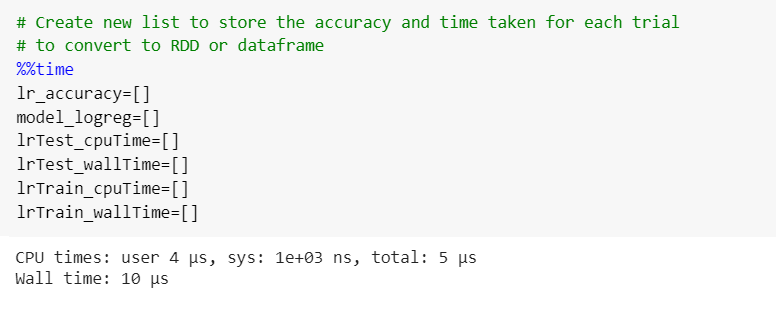 # Create new list to store the accuracy and time taken for each trial
# to convert to RDD or dataframe
%%time
lr_accuracy=[]
model_logreg=[]
lrTest_cpuTime=[]
lrTest_wallTime=[]
lrTrain_cpuTime=[]
lrTrain_wallTime=[]
CPU times: user 4 µs, sys: 1e+03 ns, total: 5 µs
Wall time: 10 µs